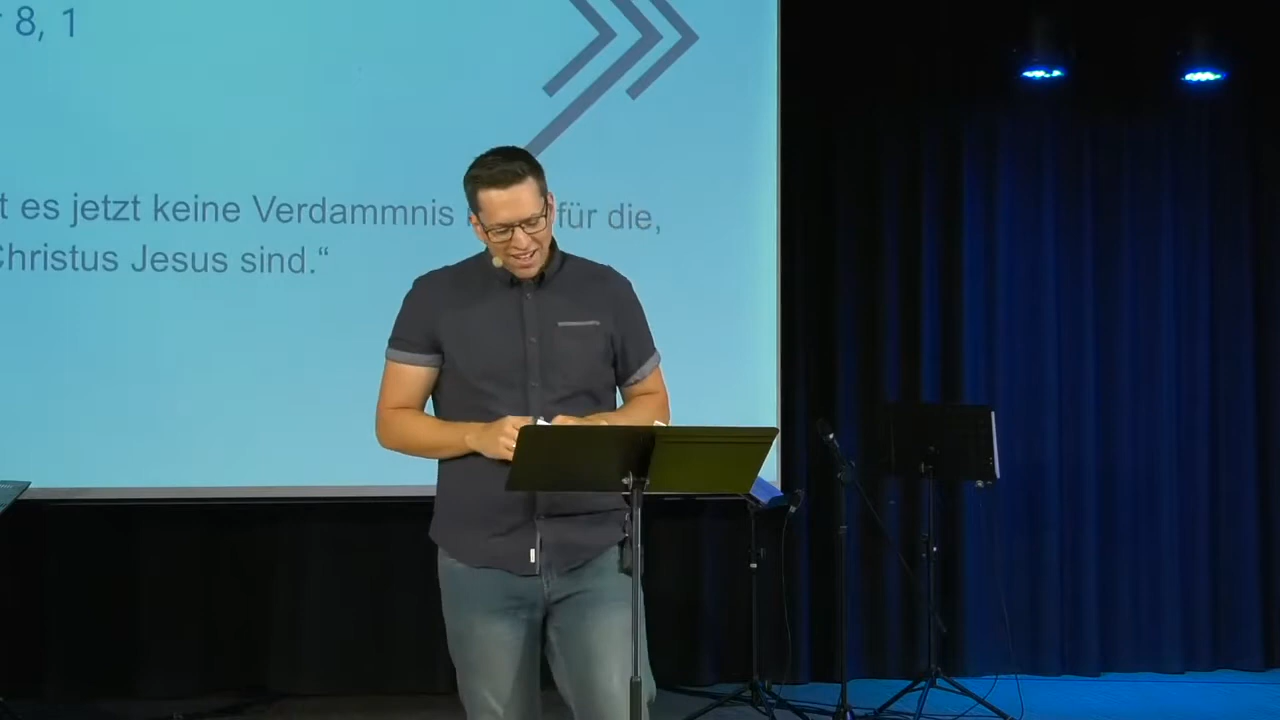 8, 1
es jetzt keine Verdammnis für die,
Christus Jesus sind.“